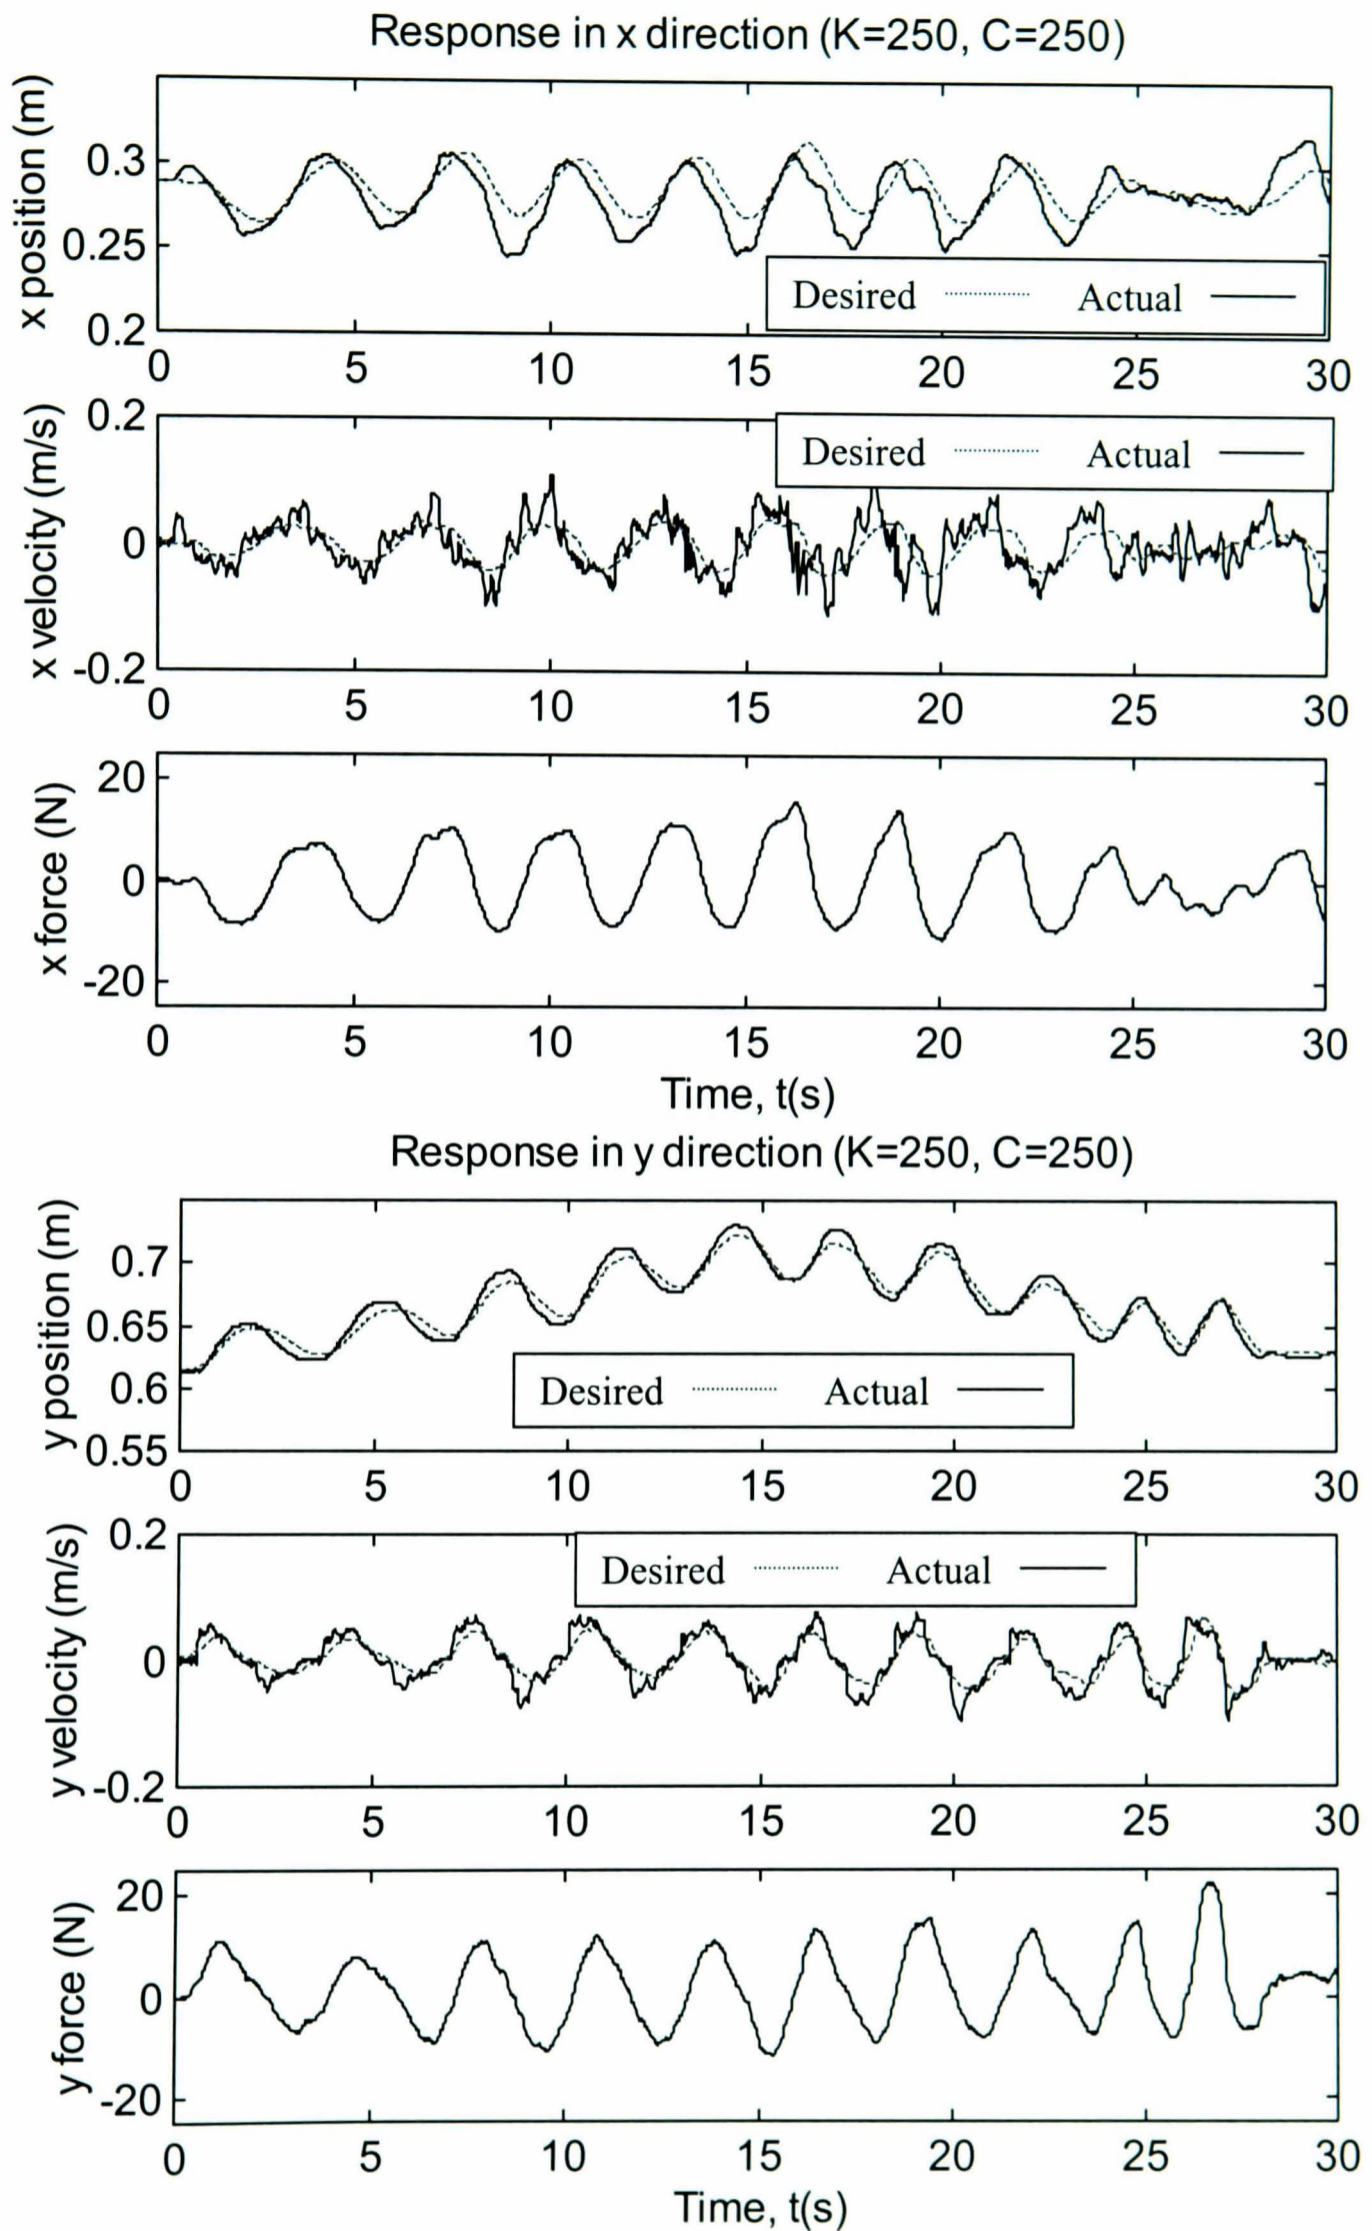 Response in x direction (K=250, C=250)
x position (m)
0.3
0.25
0.2
0 5 10 15 20 25 30
Desired Actual
x velocity (m/s)
0.2
0
-0.2
0 5 10 15 20 25 30
Desired Actual
x force (N)
20
0
-20
0 5 10 15 20 25 30
Time, t(s)
Response in y direction (K=250, C=250)
y position (m)
0.7
0.65
0.6
0.55
0 5 10 15 20 25 30
Desired Actual
y velocity (m/s)
0.2
0
-0.2
0 5 10 15 20 25 30
Desired Actual
y force (N)
20
0
-20
0 5 10 15 20 25 30
Time, t(s)